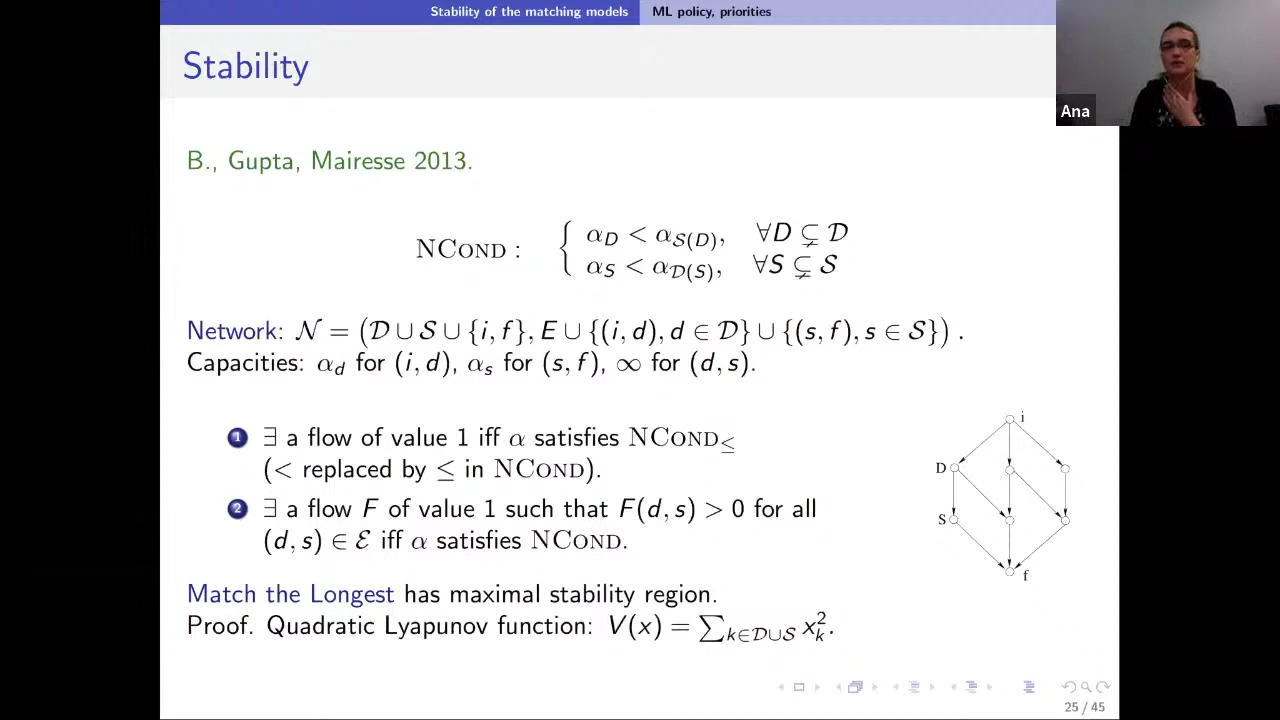 Stability of the matching models
ML policy, priorities
Stability
Ana
B., Gupta, Mairesse 2013.
NCond : { α_D < α_{𝒮(D)}, ∀D ⊊ 𝒟
α_S < α_{𝒟(S)}, ∀S ⊊ 𝒮
Network: 𝒩 = (𝒟 ∪ 𝒮 ∪ {i, f}, E ∪ {(i, d), d ∈ 𝒟} ∪ {(s, f), s ∈ 𝒮}) .
Capacities: α_d for (i, d), α_s for (s, f), ∞ for (d, s).
1 ∃ a flow of value 1 iff α satisfies NCond_≤
(< replaced by ≤ in NCond).
2 ∃ a flow F of value 1 such that F(d, s) > 0 for all
(d, s) ∈ ℰ iff α satisfies NCond.
i
D
S
f
Match the Longest has maximal stability region.
Proof. Quadratic Lyapunov function: V(x) = ∑_{k∈𝒟∪𝒮} x_k^2.
25 / 45